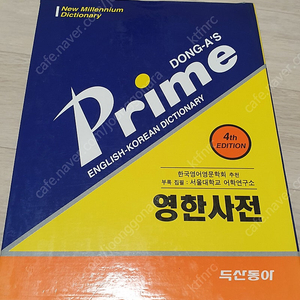 New Millennium
Dictionary
DONG-A'S
Prime
ENGLISH-KOREAN DICTIONARY
4th
EDITION
한국영어영문학회 추천
부록 집필 : 서울대학교 어학연구소
영한사전
두산동아